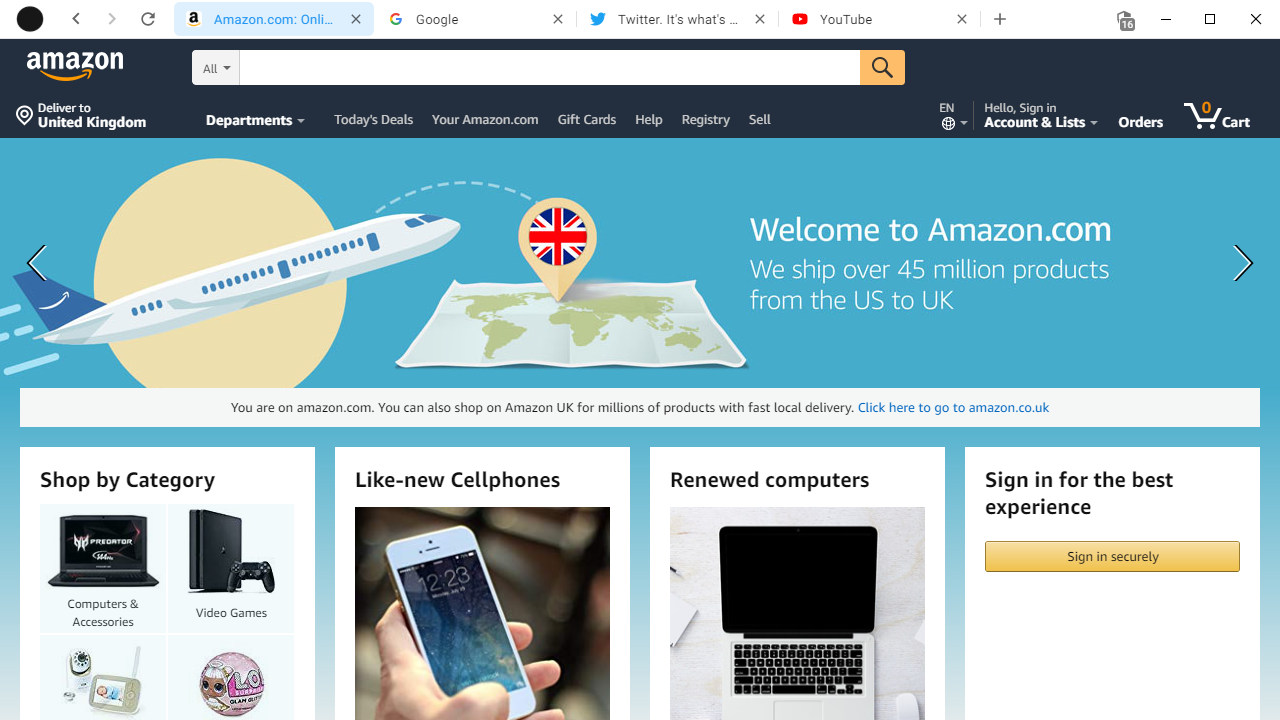 Amazon.com: Onli...
Google
Twitter. It's what's ...
YouTube
16
amazon
All
Deliver to
United Kingdom
Departments
Today's Deals
Your Amazon.com
Gift Cards
Help
Registry
Sell
EN
Hello, Sign in
Account & Lists
Orders
0
Cart
Welcome to Amazon.com
We ship over 45 million products
from the US to UK
You are on amazon.com. You can also shop on Amazon UK for millions of products with fast local delivery. Click here to go to amazon.co.uk
Shop by Category
PREDATOR
144Hz
Computers &
Accessories
Video Games
GLAM GLITTER
Like-new Cellphones
12:23
Renewed computers
Sign in for the best
experience
Sign in securely